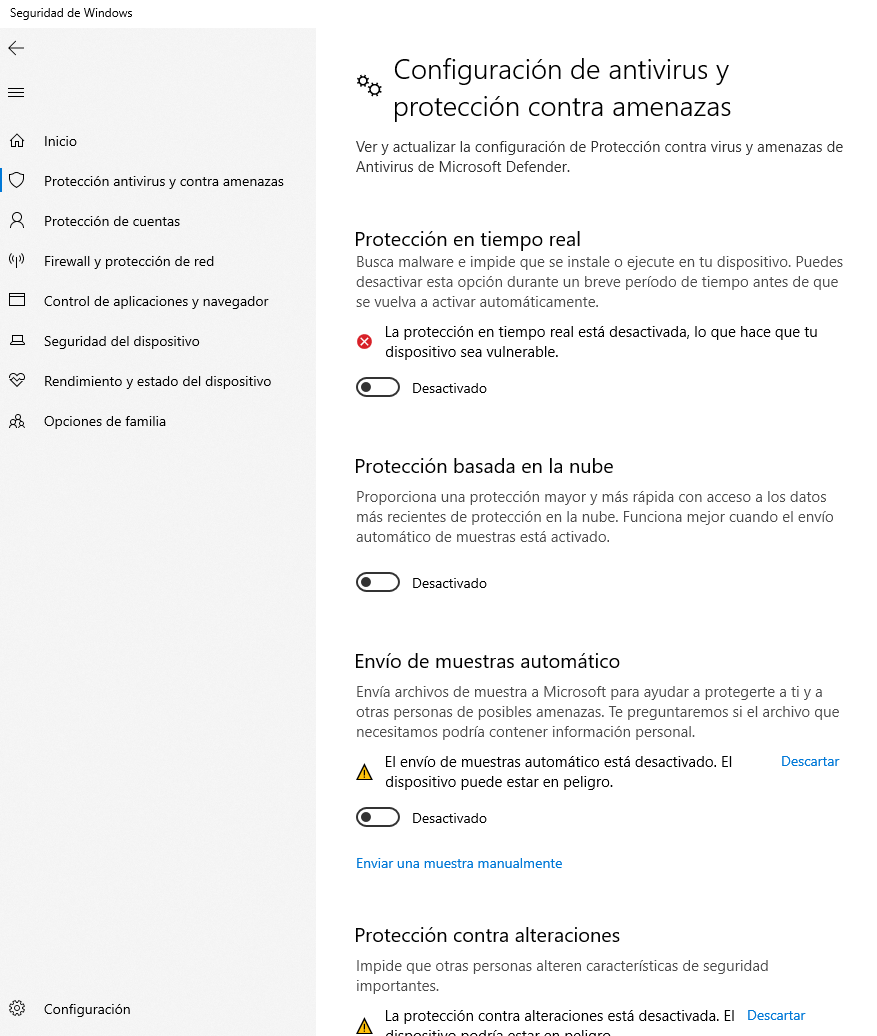 Seguridad de Windows
Inicio
Protección antivirus y contra amenazas
Protección de cuentas
Firewall y protección de red
Control de aplicaciones y navegador
Seguridad del dispositivo
Rendimiento y estado del dispositivo
Opciones de familia
Configuración
Configuración de antivirus y
protección contra amenazas
Ver y actualizar la configuración de Protección contra virus y amenazas de
Antivirus de Microsoft Defender.
Protección en tiempo real
Busca malware e impide que se instale o ejecute en tu dispositivo. Puedes
desactivar esta opción durante un breve período de tiempo antes de que
se vuelva a activar automáticamente.
La protección en tiempo real está desactivada, lo que hace que tu
dispositivo sea vulnerable.
Desactivado
Protección basada en la nube
Proporciona una protección mayor y más rápida con acceso a los datos
más recientes de protección en la nube. Funciona mejor cuando el envío
automático de muestras está activado.
Desactivado
Envío de muestras automático
Envía archivos de muestra a Microsoft para ayudar a protegerte a ti y a
otras personas de posibles amenazas. Te preguntaremos si el archivo que
necesitamos podría contener información personal.
El envío de muestras automático está desactivado. El
dispositivo puede estar en peligro.
Descartar
Desactivado
Enviar una muestra manualmente
Protección contra alteraciones
Impide que otras personas alteren características de seguridad
importantes.
La protección contra alteraciones está desactivada. El
dispositivo podría estar en peligro.
Descartar